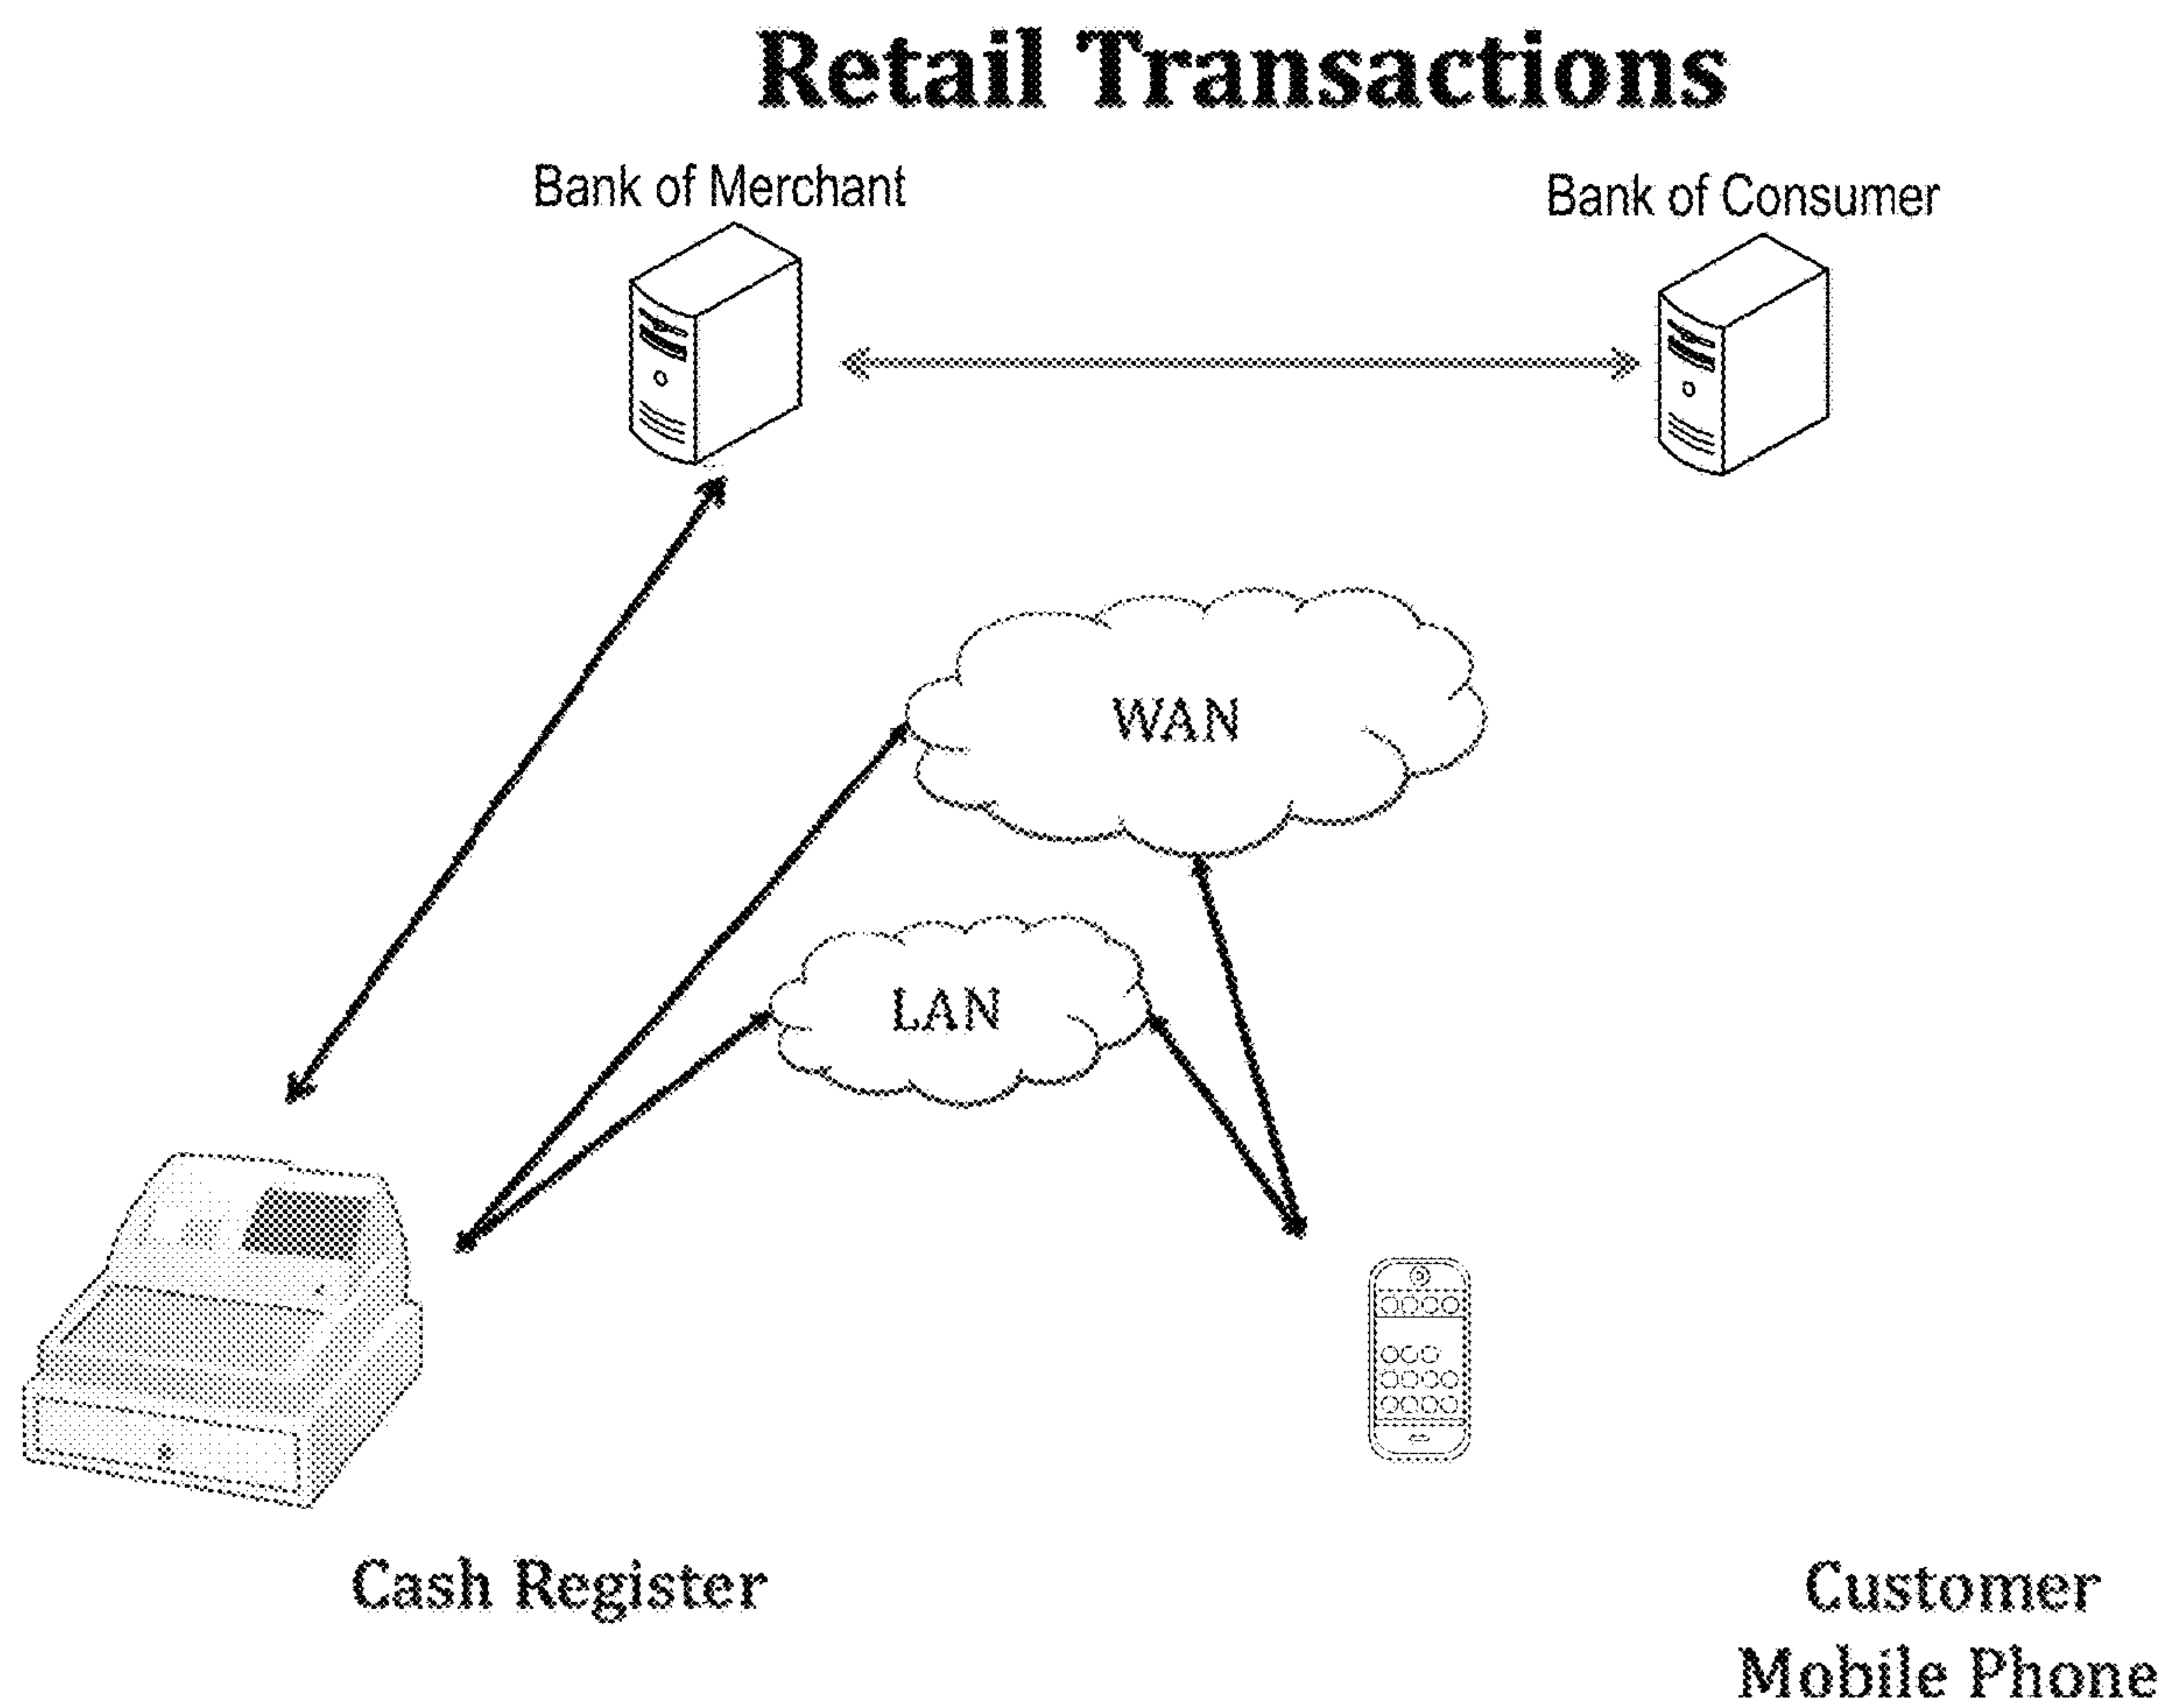 Retail Transactions
Bank of Merchant
Bank of Consumer
WAN
LAN
Cash Register
Customer
Mobile Phone